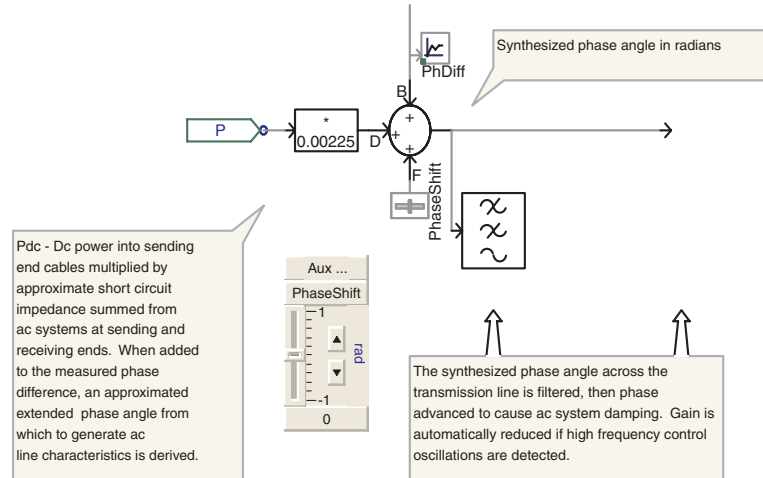 Synthesized phase angle in radians
PhDiff
B
P
*
0.00225
D
+
+
+
F
PhaseShift
Pdc - Dc power into sending
end cables multiplied by
approximate short circuit
impedance summed from
ac systems at sending and
receiving ends. When added
to the measured phase
difference, an approximated
extended phase angle from
which to generate ac
line characteristics is derived.
Aux ...
PhaseShift
1
rad
-1
0
The synthesized phase angle across the
transmission line is filtered, then phase
advanced to cause ac system damping. Gain is
automatically reduced if high frequency control
oscillations are detected.